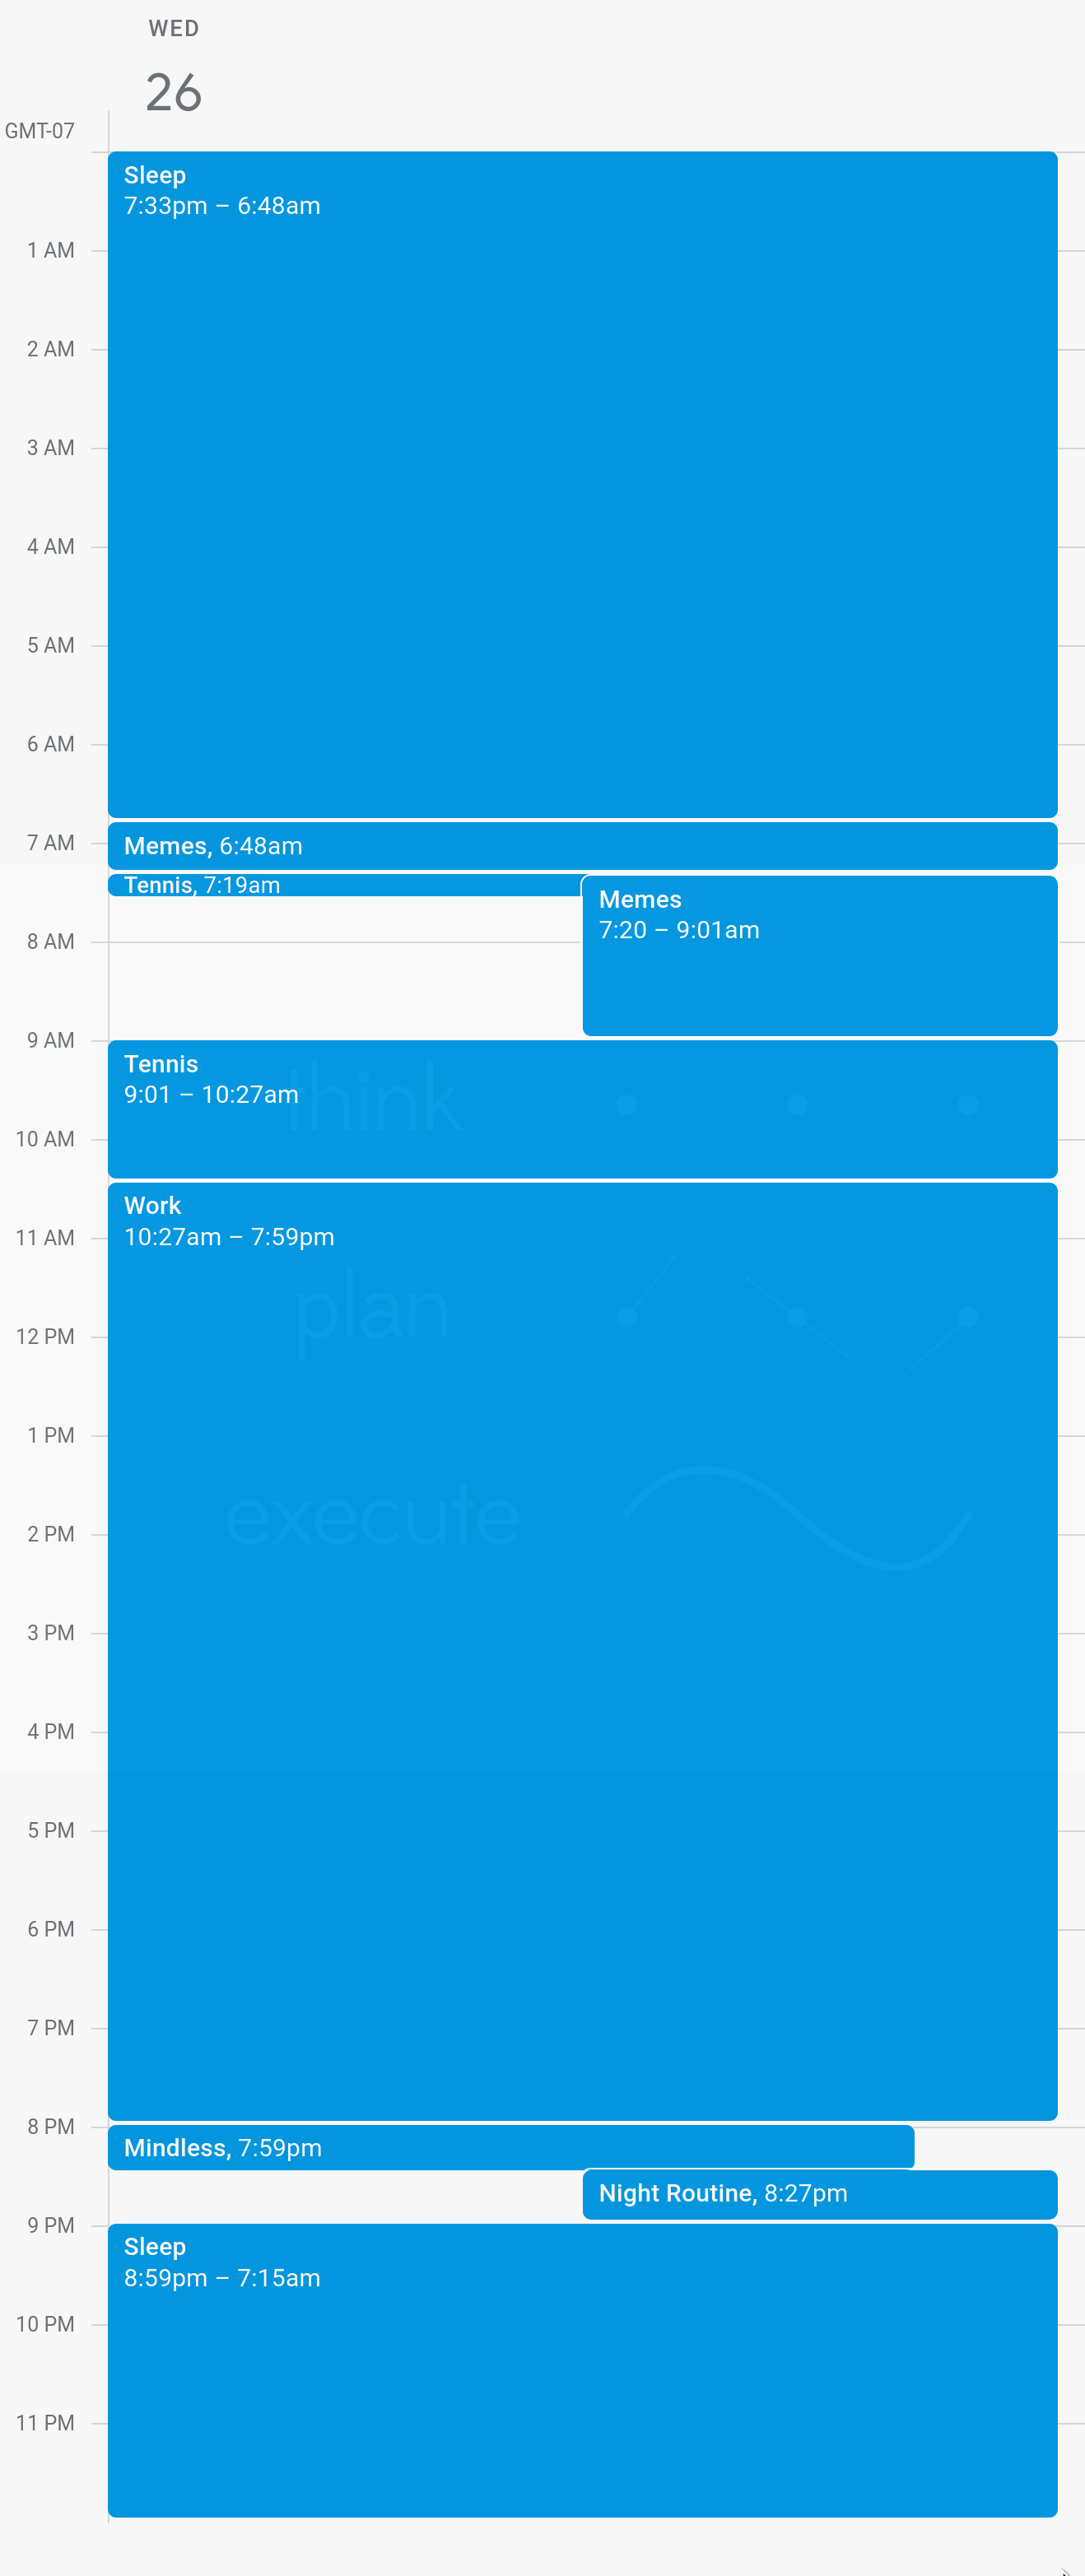 WED
26
GMT-07
Sleep
7:33pm – 6:48am
1 AM
2 AM
3 AM
4 AM
5 AM
6 AM
7 AM
Memes, 6:48am
Tennis, 7:19am
Memes
7:20 – 9:01am
8 AM
9 AM
Tennis
9:01 – 10:27am
think
10 AM
Work
10:27am – 7:59pm
11 AM
plan
12 PM
1 PM
execute
2 PM
3 PM
4 PM
5 PM
6 PM
7 PM
8 PM
Mindless, 7:59pm
Night Routine, 8:27pm
9 PM
Sleep
8:59pm – 7:15am
10 PM
11 PM